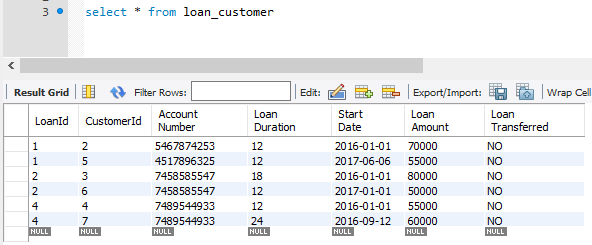 3 select * from loan_customer
Result Grid Filter Rows: Edit: Export/Import: Wrap Cell
LoanId CustomerId Account Number Loan Duration Start Date Loan Amount Loan Transferred
1 2 5467874253 12 2016-01-01 70000 NO
1 5 4517896325 12 2017-06-06 55000 NO
2 3 7458585547 18 2016-01-01 80000 NO
2 6 7458585547 12 2017-01-01 50000 NO
4 4 7489544933 12 2016-01-01 55000 NO
4 7 7489544933 24 2016-09-12 60000 NO
NULL NULL NULL NULL NULL NULL NULL